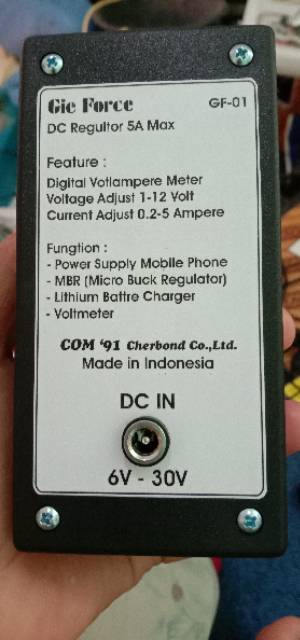 Gie Force GF-01
DC Regultor 5A Max
Feature :
Digital Votlampere Meter
Voltage Adjust 1-12 Volt
Current Adjust 0.2-5 Ampere
Fungtion :
- Power Supply Mobile Phone
- MBR (Micro Buck Regulator)
- Lithium Battre Charger
- Voltmeter
COM '91 Cherbond Co.,Ltd.
Made in Indonesia
DC IN
6V - 30V